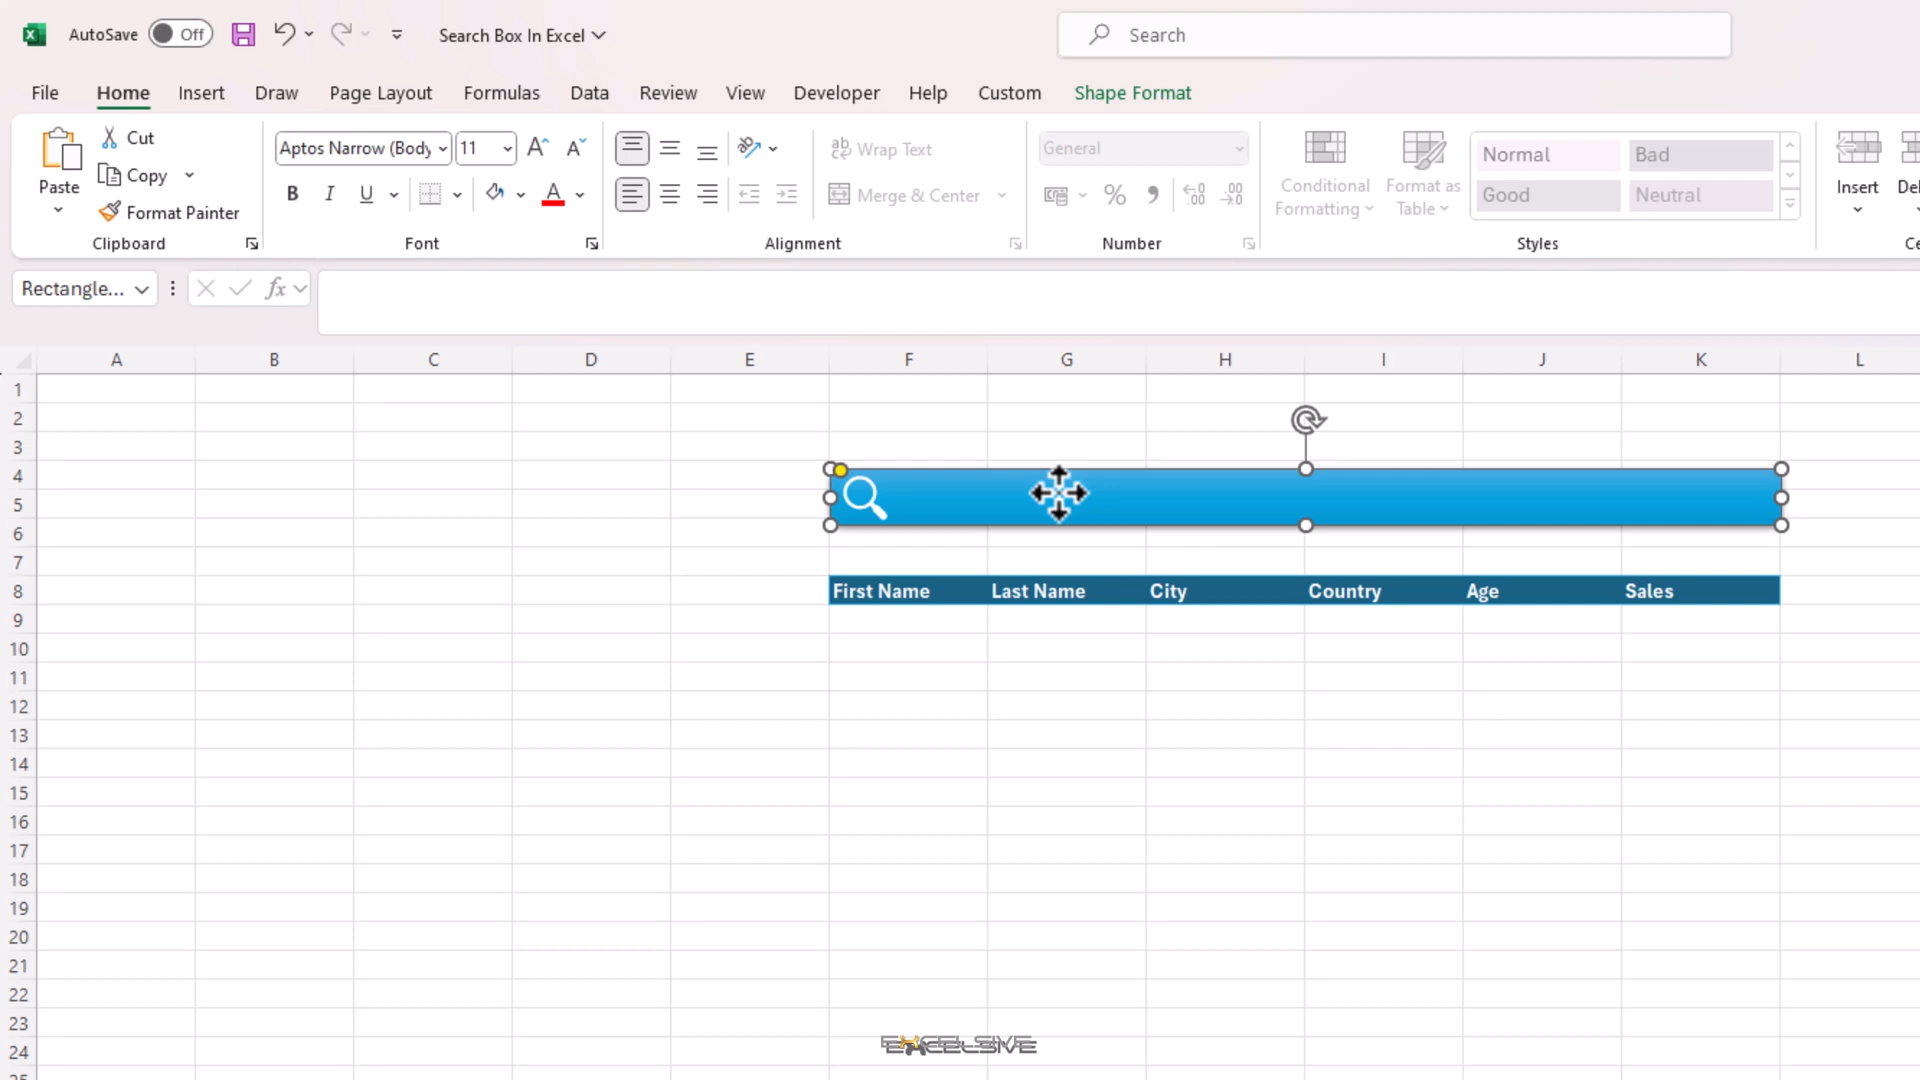 AutoSave Off Search Box In Excel Search
File Home Insert Draw Page Layout Formulas Data Review View Developer Help Custom Shape Format
Paste
Cut
Copy
Format Painter
Clipboard
Aptos Narrow (Body 11
B I U A
Font
Wrap Text
Merge & Center
Alignment
General
Number
Conditional Formatting
Format as Table
Normal Bad
Good Neutral
Styles
Insert
Rectangle... fx
A B C D E F G H I J K L
1
2
3
4
5
6
7
8 First Name Last Name City Country Age Sales
9
10
11
12
13
14
15
16
17
18
19
20
21
22
23
24
EXCEL3IVE